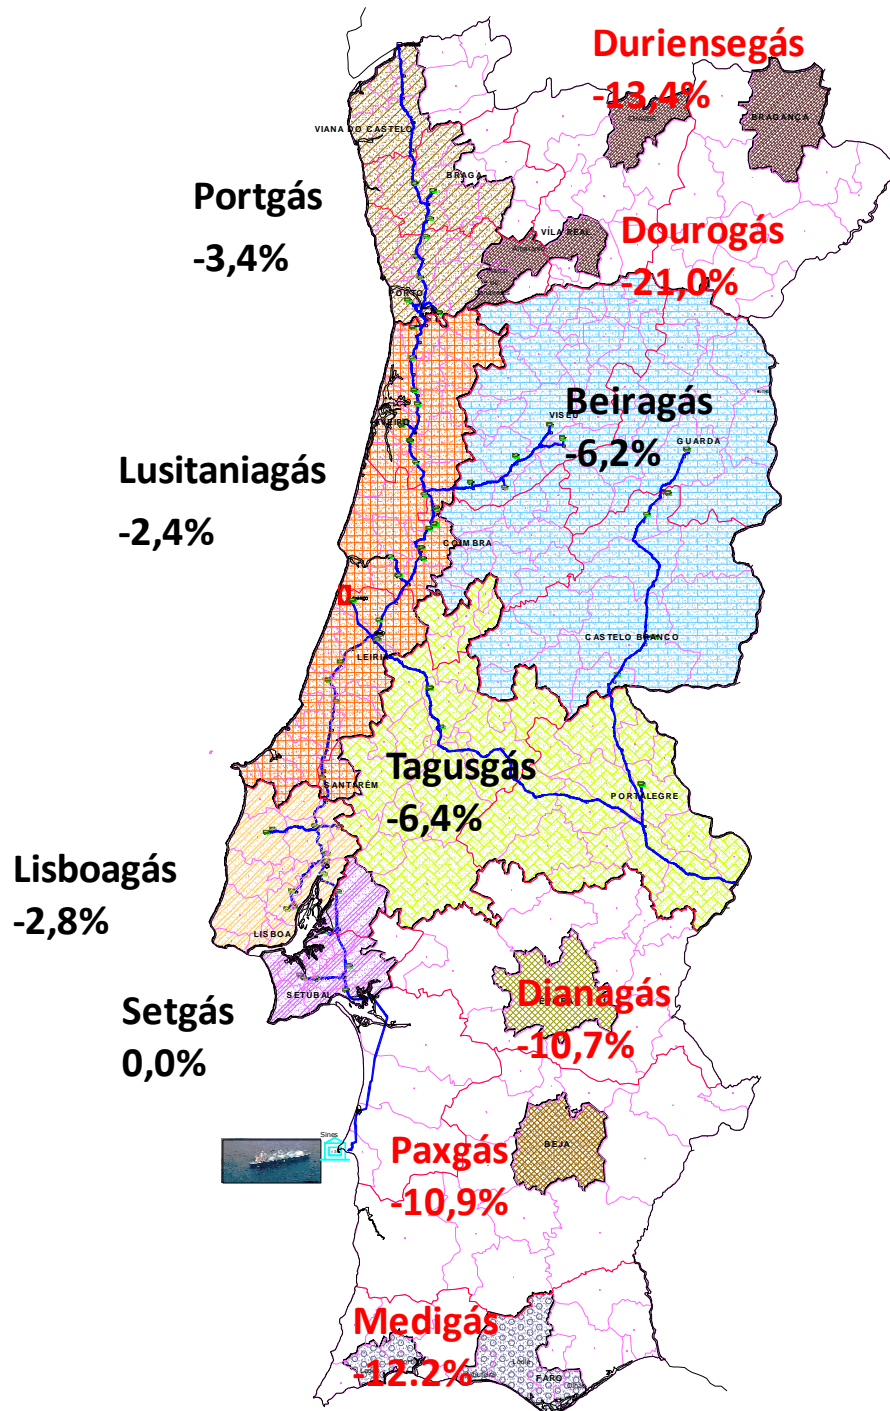 Duriensegás
-13,4%
BRAGANÇA
VIANA DO CASTELO
BRAGA
Portgás
-3,4%
VILA REAL
Dourogás
-21,0%
PORTO
Beiragás
-6,2%
VISEU
GUARDA
Lusitaniagás
-2,4%
COIMBRA
CASTELO BRANCO
LEIRIA
Tagusgás
-6,4%
SANTARÉM
PORTALEGRE
Lisboagás
-2,8%
LISBOA
Setgás
0,0%
SETÚBAL
Dianagás
-10,7%
Sines
Paxgás
-10,9%
BEJA
Medigás
-12.2%
Loulé
FARO